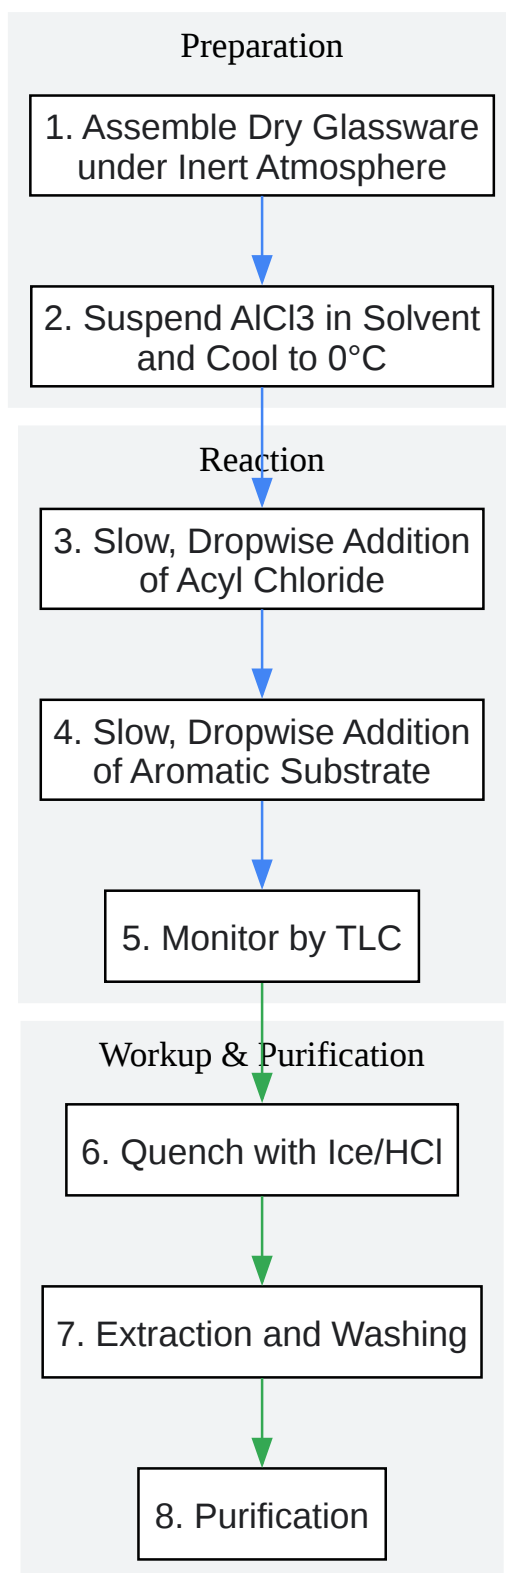 Preparation
1. Assemble Dry Glassware
under Inert Atmosphere
2. Suspend AlCl3 in Solvent
and Cool to 0°C
Reaction
3. Slow, Dropwise Addition
of Acyl Chloride
4. Slow, Dropwise Addition
of Aromatic Substrate
5. Monitor by TLC
Workup & Purification
6. Quench with Ice/HCl
7. Extraction and Washing
8. Purification